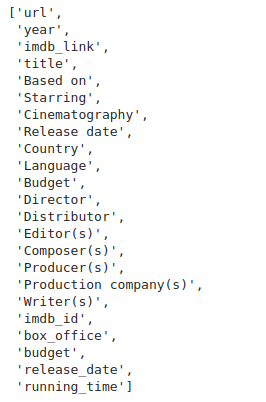 ['url',
'year',
'imdb_link',
'title',
'Based on',
'Starring',
'Cinematography',
'Release date',
'Country',
'Language',
'Budget',
'Director',
'Distributor',
'Editor(s)',
'Composer(s)',
'Producer(s)',
'Production company(s)',
'Writer(s)',
'imdb_id',
'box_office',
'budget',
'release_date',
'running_time']